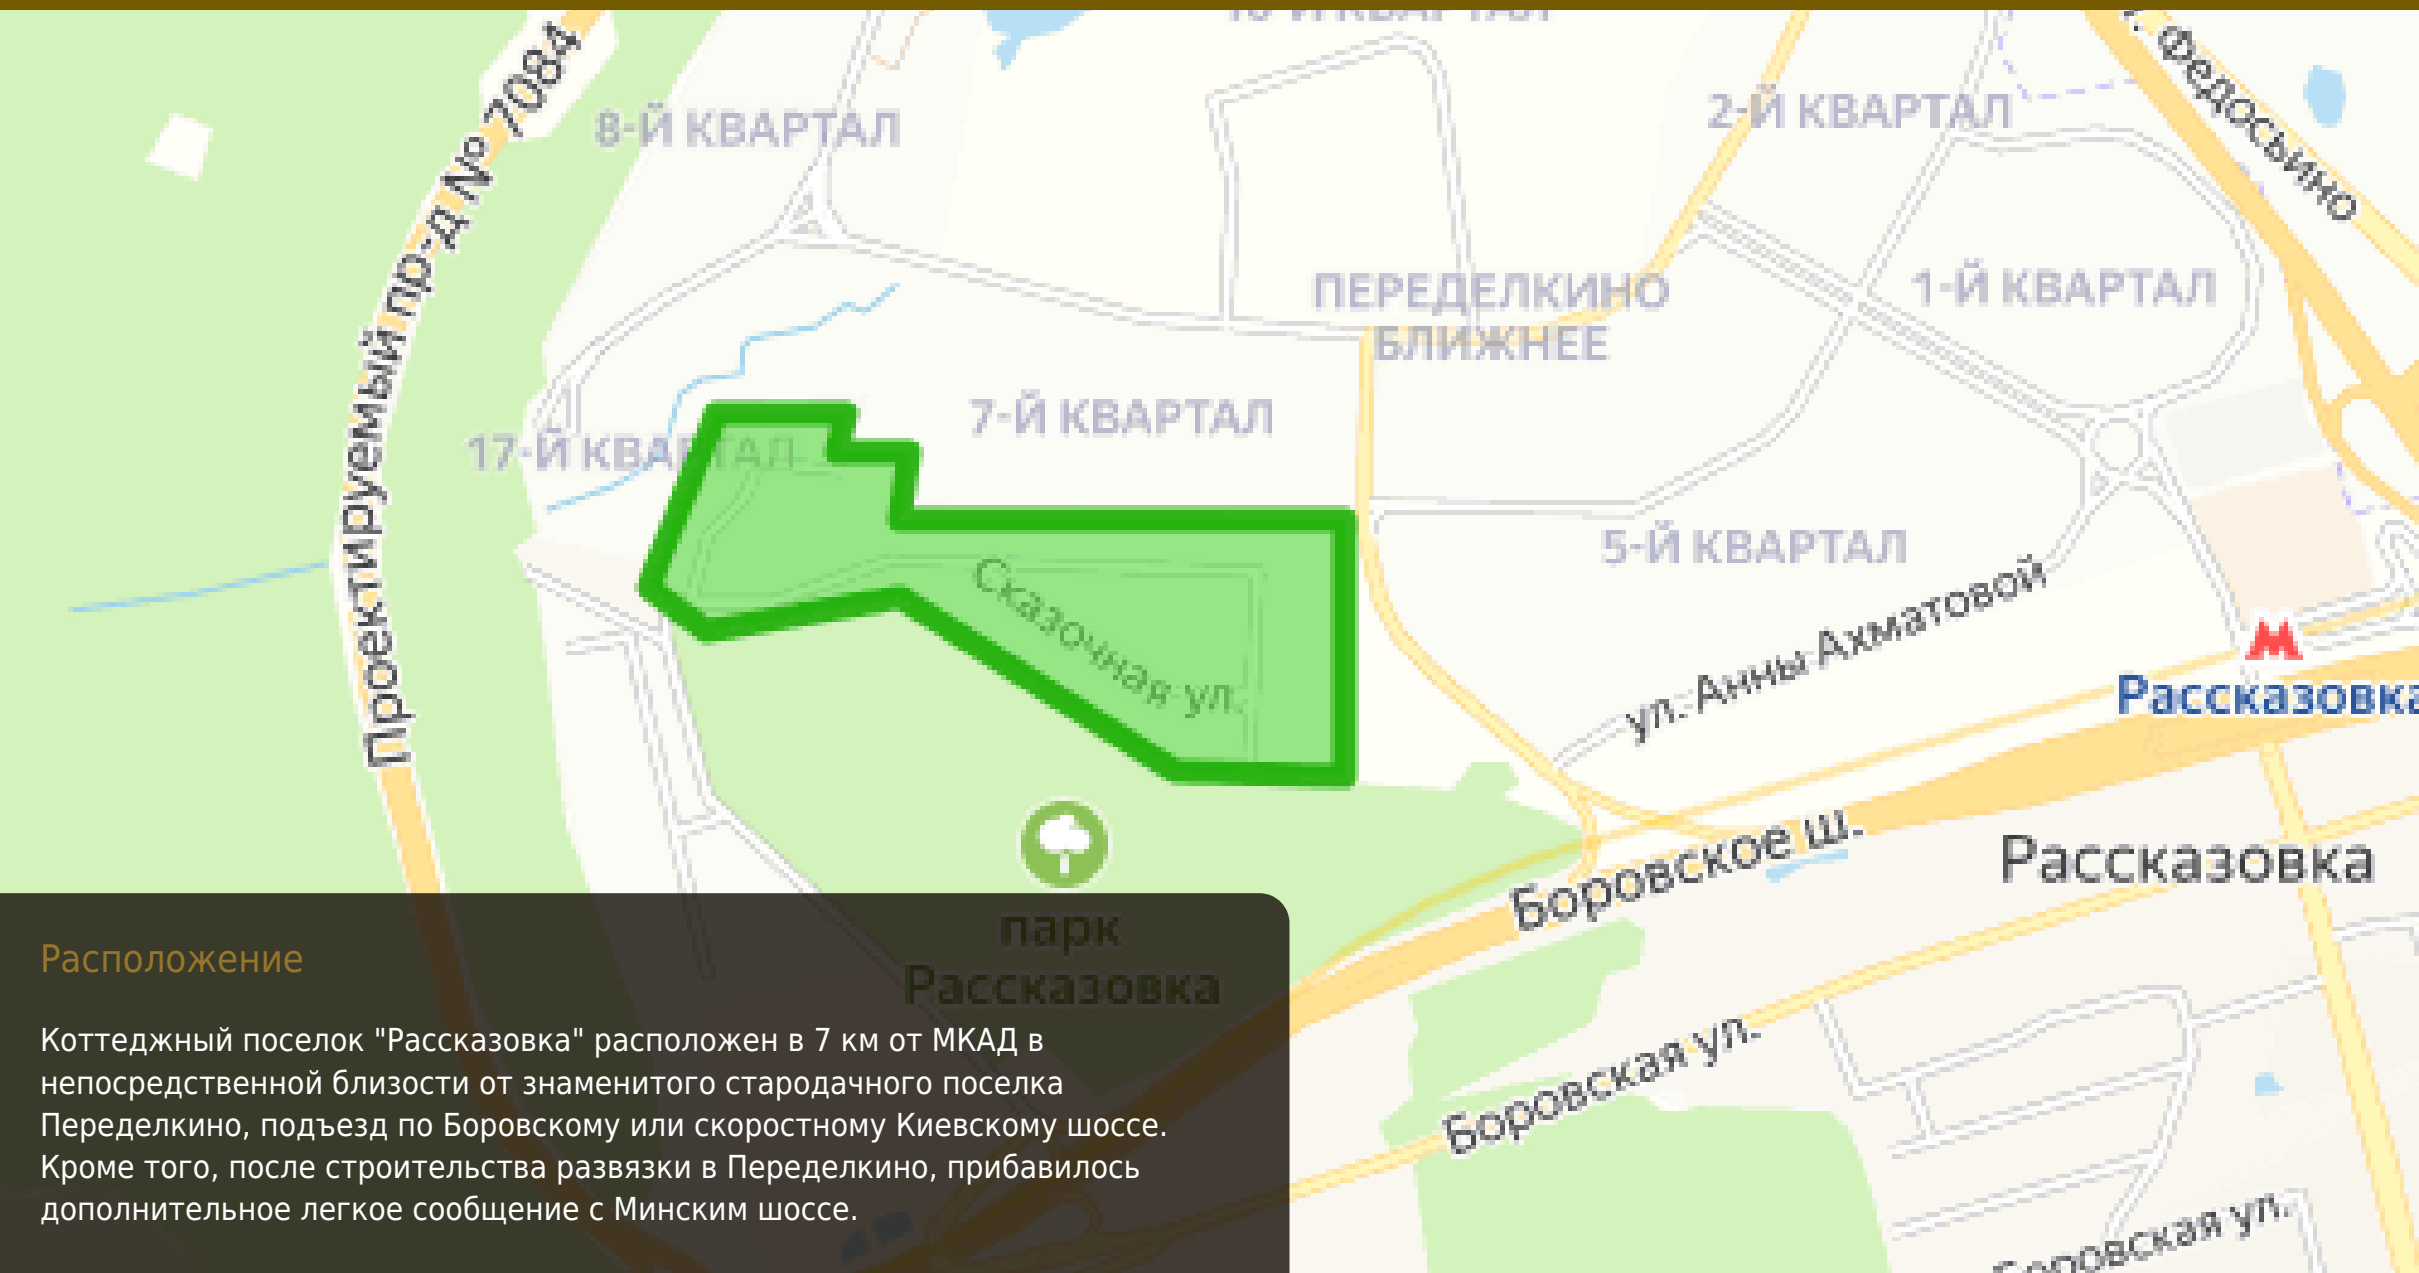 Проектируемый пр-д № 7084
8-Й КВАРТАЛ
2-Й КВАРТАЛ
Федосьино
ПЕРЕДЕЛКИНО
БЛИЖНЕЕ
1-Й КВАРТАЛ
7-Й КВАРТАЛ
17-Й КВАРТАЛ
5-Й КВАРТАЛ
Сказочная ул.
ул. Анны Ахматовой
Рассказовка
Боровское ш.
Рассказовка
парк
Рассказовка
Боровская ул.
Боровская ул.
Расположение
Коттеджный поселок "Рассказовка" расположен в 7 км от МКАД в
непосредственной близости от знаменитого стародачного поселка
Переделкино, подъезд по Боровскому или скоростному Киевскому шоссе.
Кроме того, после строительства развязки в Переделкино, прибавилось
дополнительное легкое сообщение с Минским шоссе.